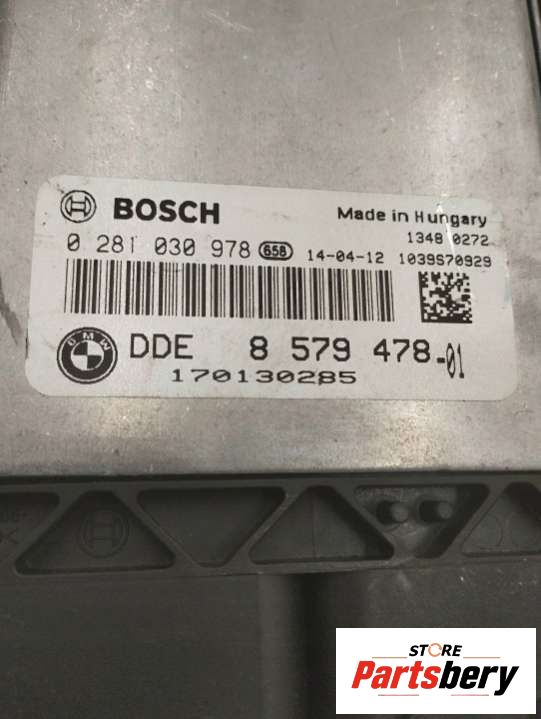 BOSCH Made in Hungary
1348 0272
0 281 030 978 658 14-04-12 1039S70929
BMW DDE 8 579 478-01
170130285
STORE
Partsbery